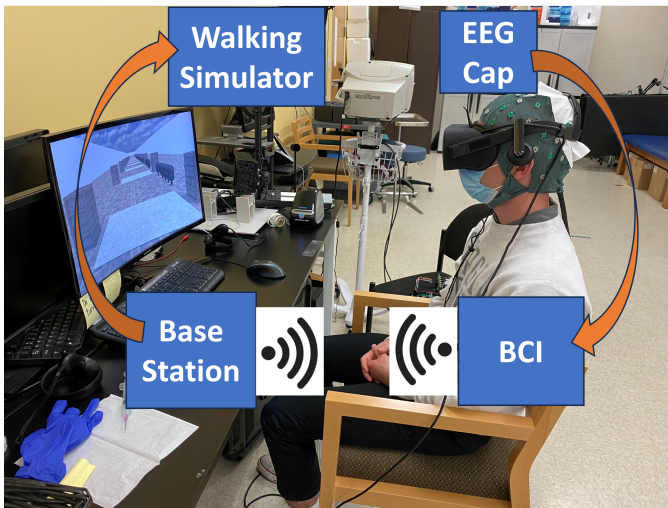 Walking
Simulator
EEG
Cap
Base
Station
BCI